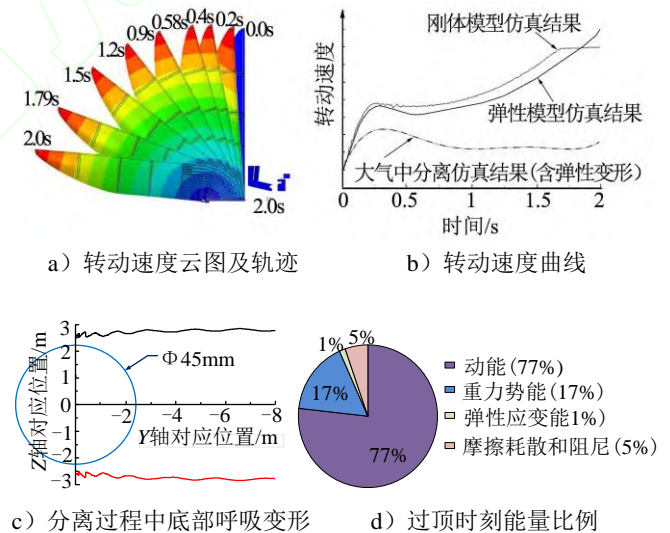 0.0s
0.2s
0.4s
0.58s
0.9s
1.2s
1.5s
1.79s
2.0s
2.0s
a）转动速度云图及轨迹
转动速度
刚体模型仿真结果
弹性模型仿真结果
大气中分离仿真结果(含弹性变形)
0 0.5 1.0 1.5 2
时间/s
b）转动速度曲线
Z轴对应位置/m
3
2
1
0
−1
−2
−3
Φ45mm
−2 −4 −6 −8
Y轴对应位置/m
c）分离过程中底部呼吸变形
1% 5%
17%
77%
动能(77%)
重力势能(17%)
弹性应变能1%)
摩擦耗散和阻尼(5%)
d）过顶时刻能量比例